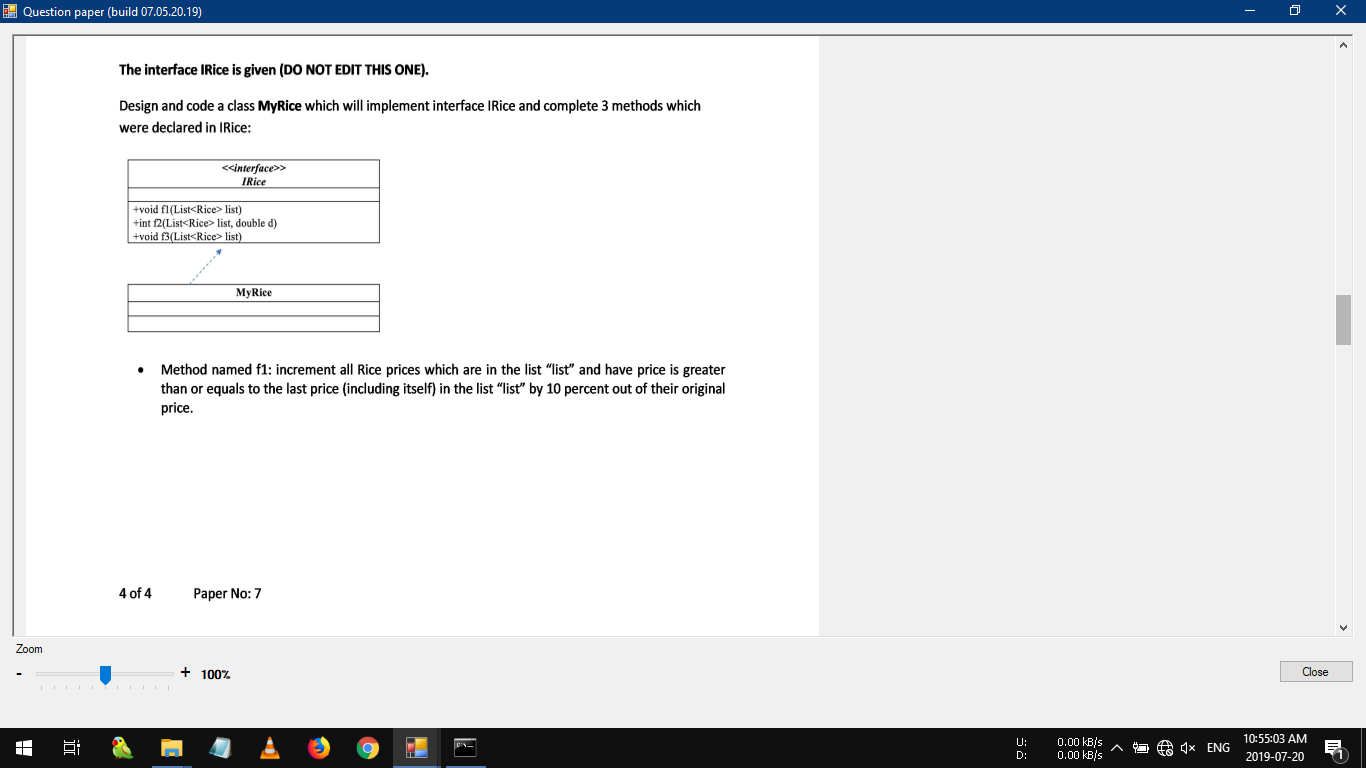 Question paper (build 07.05.20.19)
The interface IRice is given (DO NOT EDIT THIS ONE).
Design and code a class MyRice which will implement interface IRice and complete 3 methods which
were declared in IRice:
<<interface>>
IRice
+void f1(List<Rice> list)
+int f2(List<Rice> list, double d)
+void f3(List<Rice> list)
MyRice
• Method named f1: increment all Rice prices which are in the list “list” and have price is greater
than or equals to the last price (including itself) in the list “list” by 10 percent out of their original
price.
4 of 4 Paper No: 7
Zoom
- + 100%
Close
U: 0.00 kB/s
D: 0.00 kB/s
ENG
10:55:03 AM
2019-07-20
1